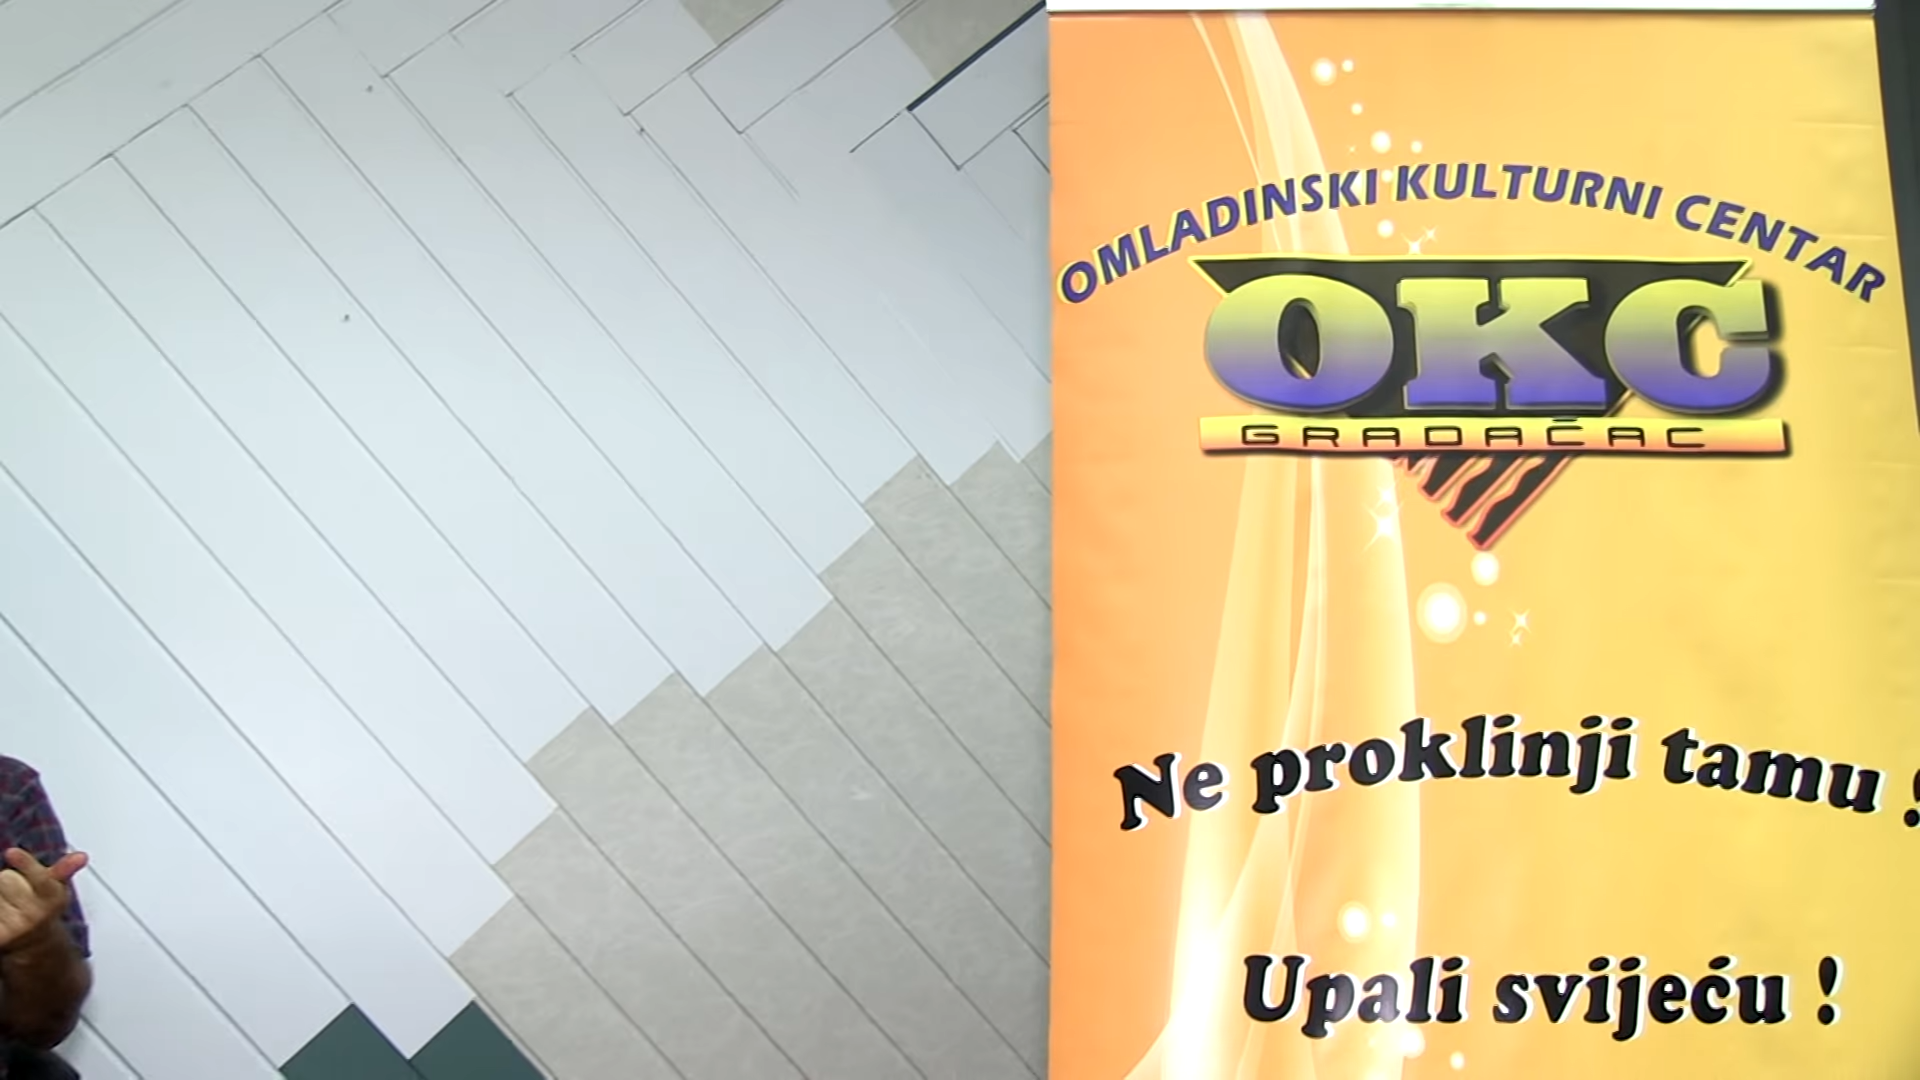 OMLADINSKI KULTURNI CENTAR
OKC
GRADAČAC
Ne proklinji tamu !
Upali svijeću !